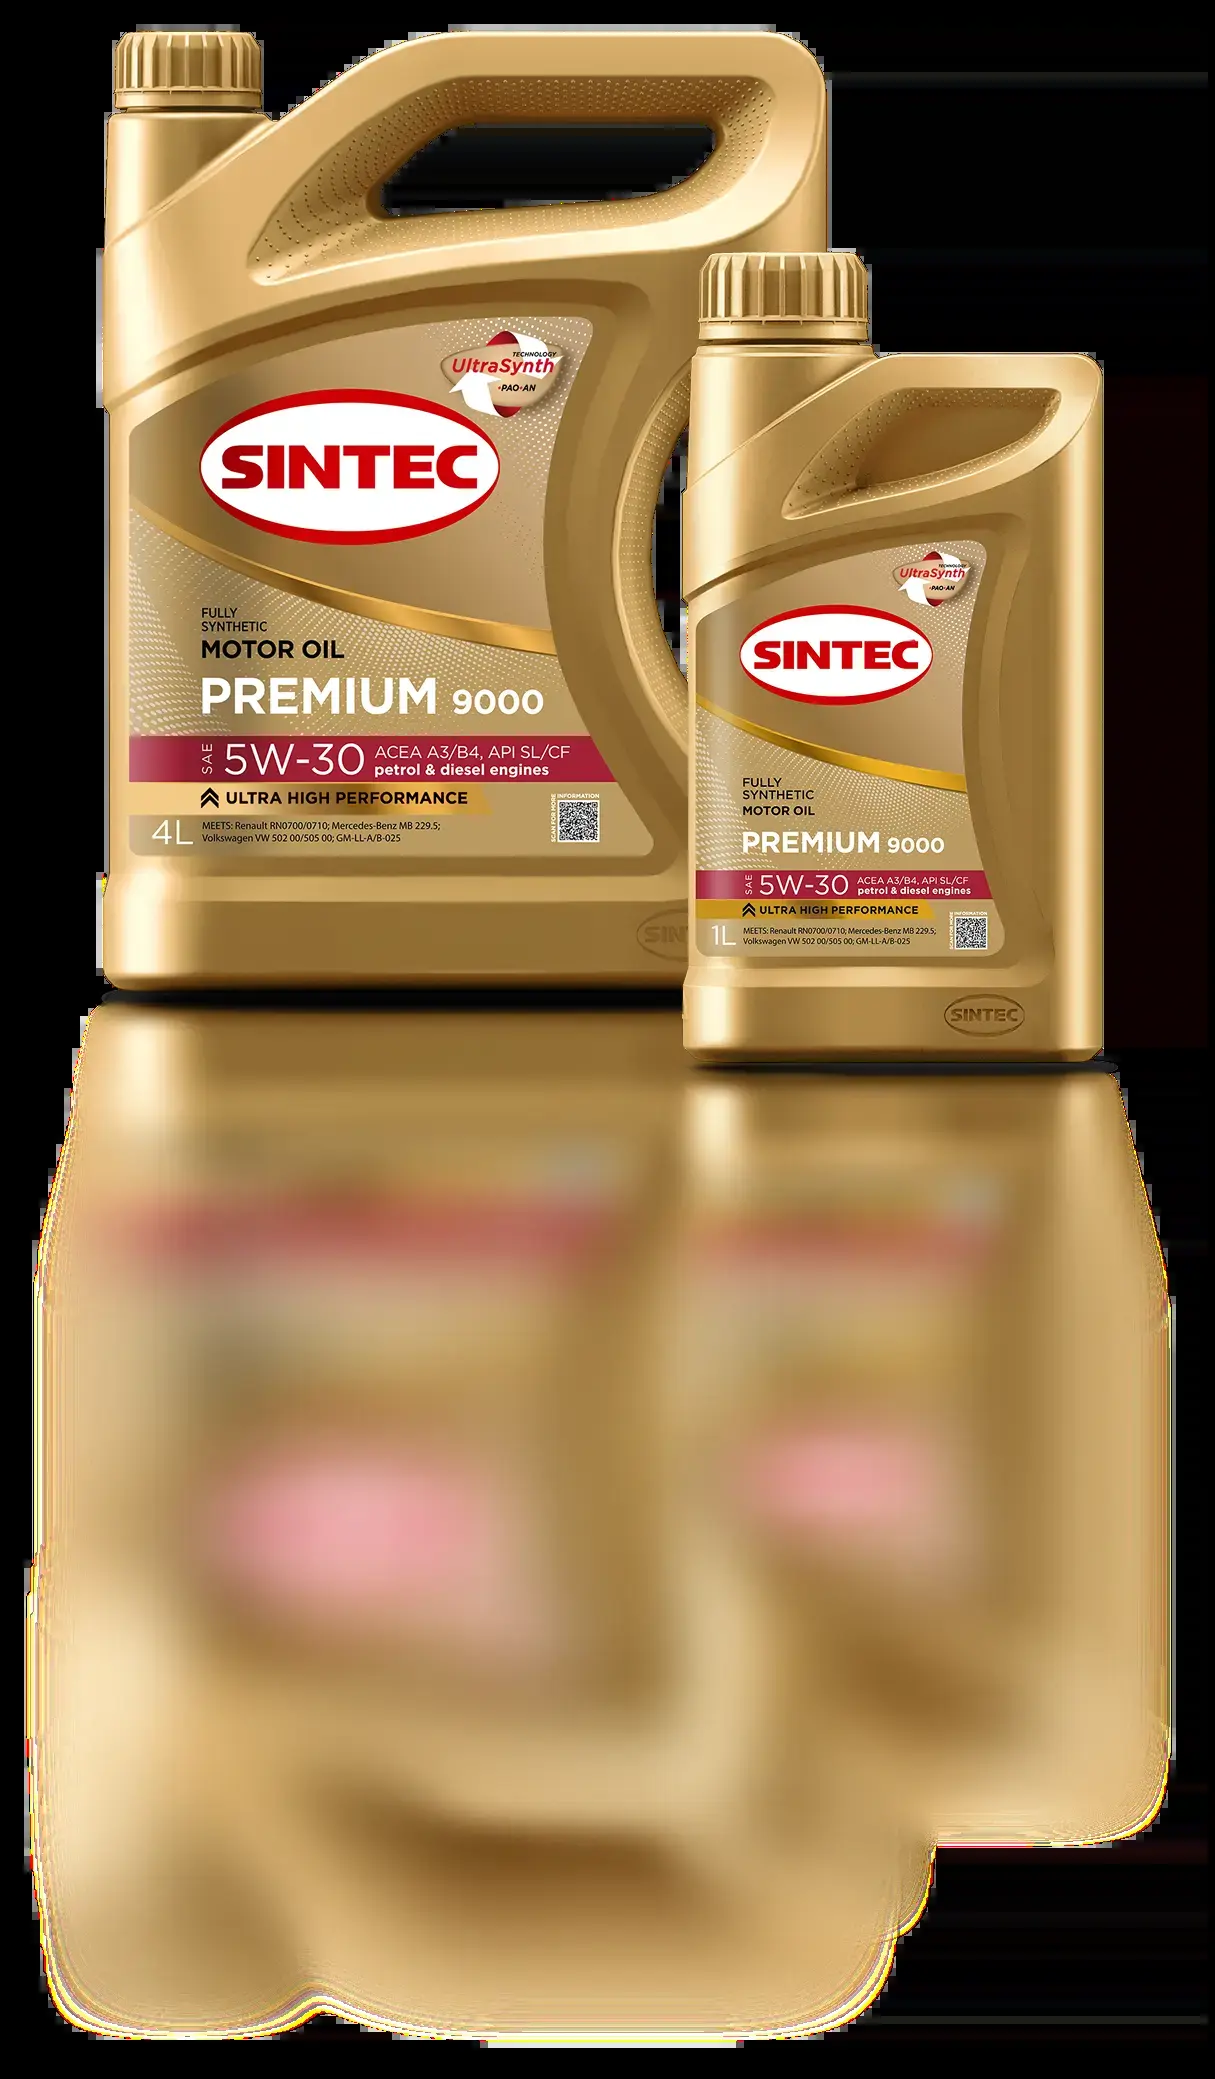 TECHNOLOGY
UltraSynth
•PAO•AN
SINTEC
FULLY
SYNTHETIC
MOTOR OIL
PREMIUM 9000
SAE 5W-30 ACEA A3/B4, API SL/CF
petrol & diesel engines
ULTRA HIGH PERFORMANCE
SCAN FOR MORE INFORMATION
4L MEETS: Renault RN0700/0710; Mercedes-Benz MB 229.5;
Volkswagen VW 502 00/505 00; GM-LL-A/B-025
SIN
TECHNOLOGY
UltraSynth
•PAO•AN
SINTEC
FULLY
SYNTHETIC
MOTOR OIL
PREMIUM 9000
SAE 5W-30 ACEA A3/B4, API SL/CF
petrol & diesel engines
ULTRA HIGH PERFORMANCE
SCAN FOR MORE INFORMATION
1L MEETS: Renault RN0700/0710; Mercedes-Benz MB 229.5;
Volkswagen VW 502 00/505 00; GM-LL-A/B-025
SINTEC